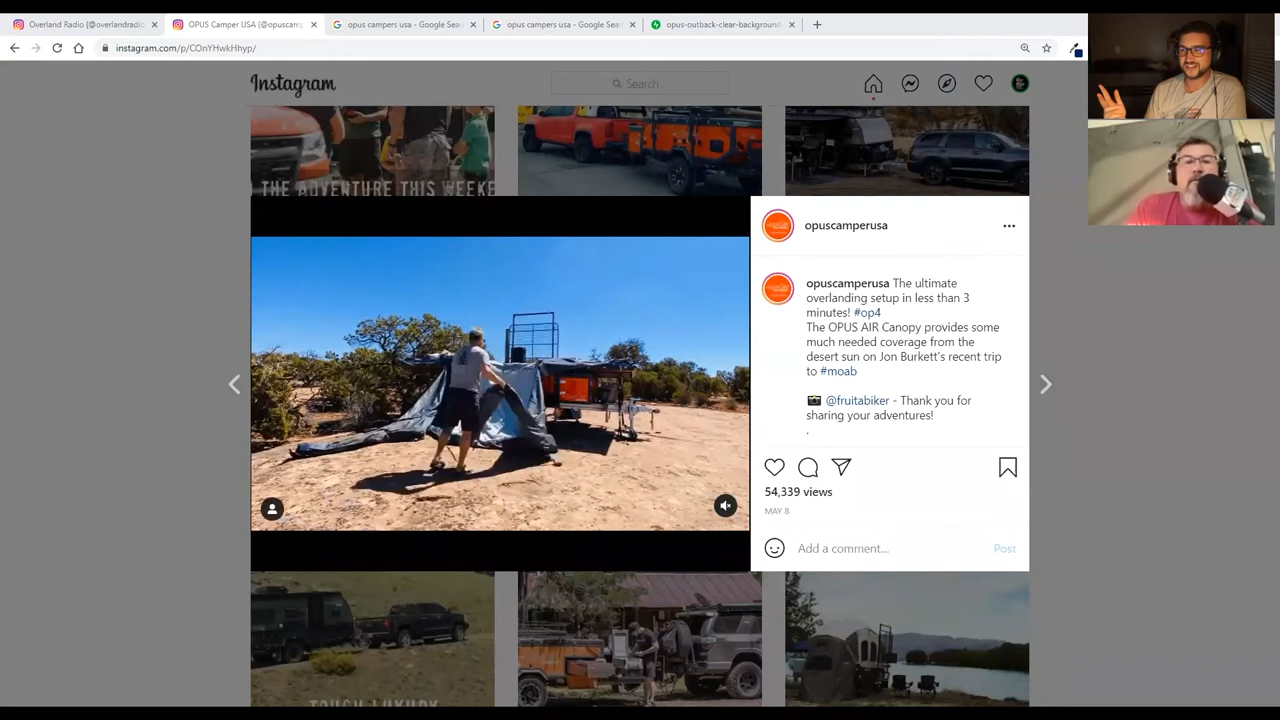 Overland Radio (@overlandradio
OPUS Camper USA (@opuscamp
opus campers usa - Google Sear
opus campers usa - Google Sear
opus-outback-clear-background
instagram.com/p/COnYHwkHhyp/
Instagram
Search
THE ADVENTURE THIS WEEKE
opuscamperusa
opuscamperusa The ultimate
overlanding setup in less than 3
minutes! #op4
The OPUS AIR Canopy provides some
much needed coverage from the
desert sun on Jon Burkett's recent trip
to #moab
📸 @fruitabiker - Thank you for
sharing your adventures!
.
54,339 views
MAY 8
Add a comment...
Post
TOUGH LUXURY